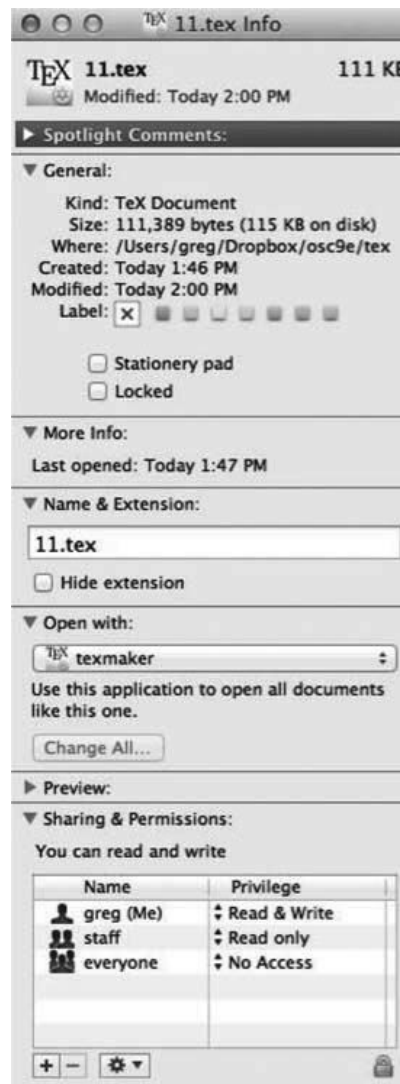 TEX 11.tex Info
TEX 11.tex 111 KB
Modified: Today 2:00 PM
Spotlight Comments:
General:
Kind: TeX Document
Size: 111,389 bytes (115 KB on disk)
Where: /Users/greg/Dropbox/osc9e/tex
Created: Today 1:46 PM
Modified: Today 2:00 PM
Label:
Stationery pad
Locked
More Info:
Last opened: Today 1:47 PM
Name & Extension:
11.tex
Hide extension
Open with:
TEX texmaker
Use this application to open all documents
like this one.
Change All...
Preview:
Sharing & Permissions:
You can read and write
Name Privilege
greg (Me) Read & Write
staff Read only
everyone No Access